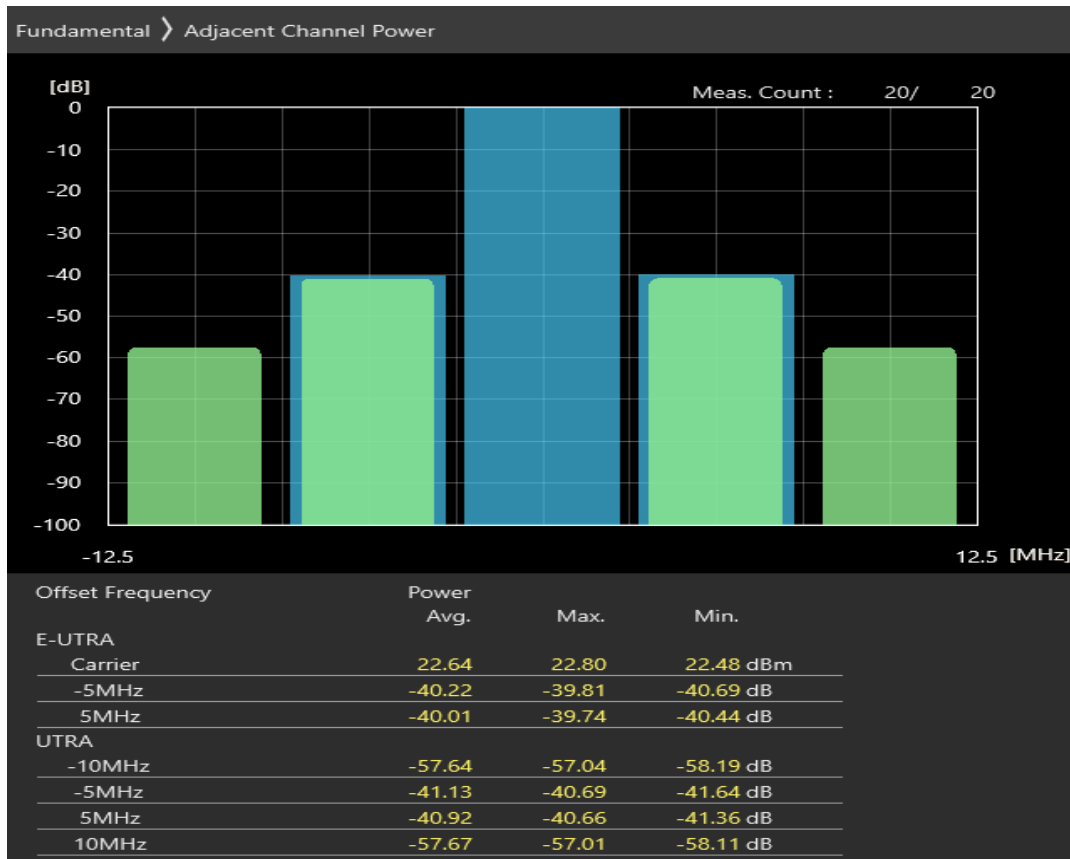 Fundamental ❯ Adjacent Channel Power
[dB]
Meas. Count : 20/ 20
0
-10
-20
-30
-40
-50
-60
-70
-80
-90
-100
-12.5 12.5 [MHz]
Offset Frequency Power
Avg. Max. Min.
E-UTRA
Carrier 22.64 22.80 22.48 dBm
-5MHz -40.22 -39.81 -40.69 dB
5MHz -40.01 -39.74 -40.44 dB
UTRA
-10MHz -57.64 -57.04 -58.19 dB
-5MHz -41.13 -40.69 -41.64 dB
5MHz -40.92 -40.66 -41.36 dB
10MHz -57.67 -57.01 -58.11 dB